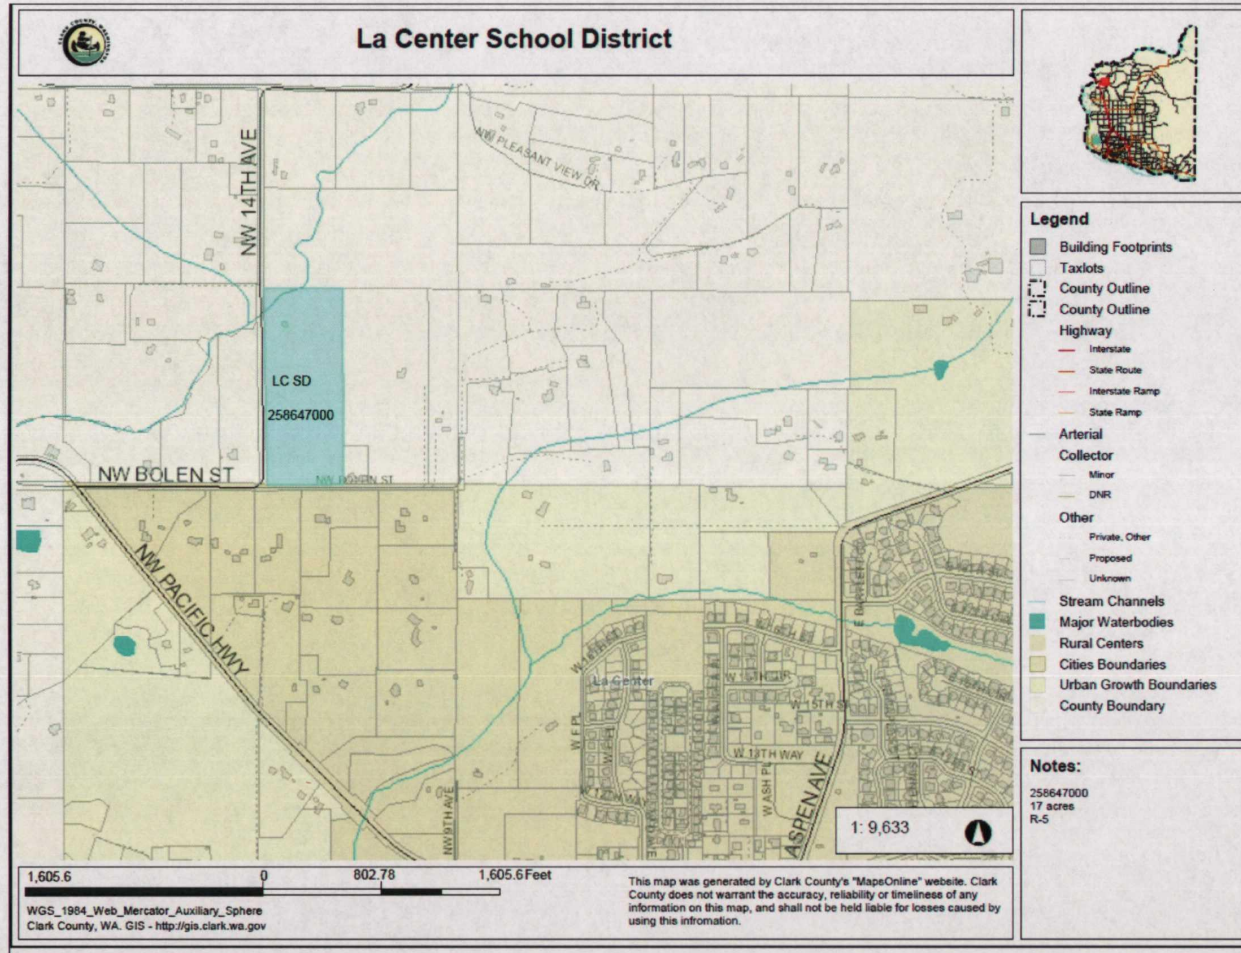 La Center School District
NW 14TH AVE
NW PLEASANT VIEW DR
LC SD
258647000
NW BOLEN ST
NW BOLEN ST
NW PACIFIC HWY
La Center
W 15TH ST
W 13TH WAY
W 12TH WAY
W ASH PL
ASPEN AVE
NW 9TH AVE
1: 9,633
Legend
Building Footprints
Taxlots
County Outline
County Outline
Highway
Interstate
State Route
Interstate Ramp
State Ramp
Arterial
Collector
Minor
DNR
Other
Private, Other
Proposed
Unknown
Stream Channels
Major Waterbodies
Rural Centers
Cities Boundaries
Urban Growth Boundaries
County Boundary
Notes:
258647000
17 acres
R-5
1,605.6 0 802.78 1,605.6 Feet
WGS_1984_Web_Mercator_Auxiliary_Sphere
Clark County, WA. GIS - http://gis.clark.wa.gov
This map was generated by Clark County's "MapsOnline" website. Clark
County does not warrant the accuracy, reliability or timeliness of any
information on this map, and shall not be held liable for losses caused by
using this infromation.